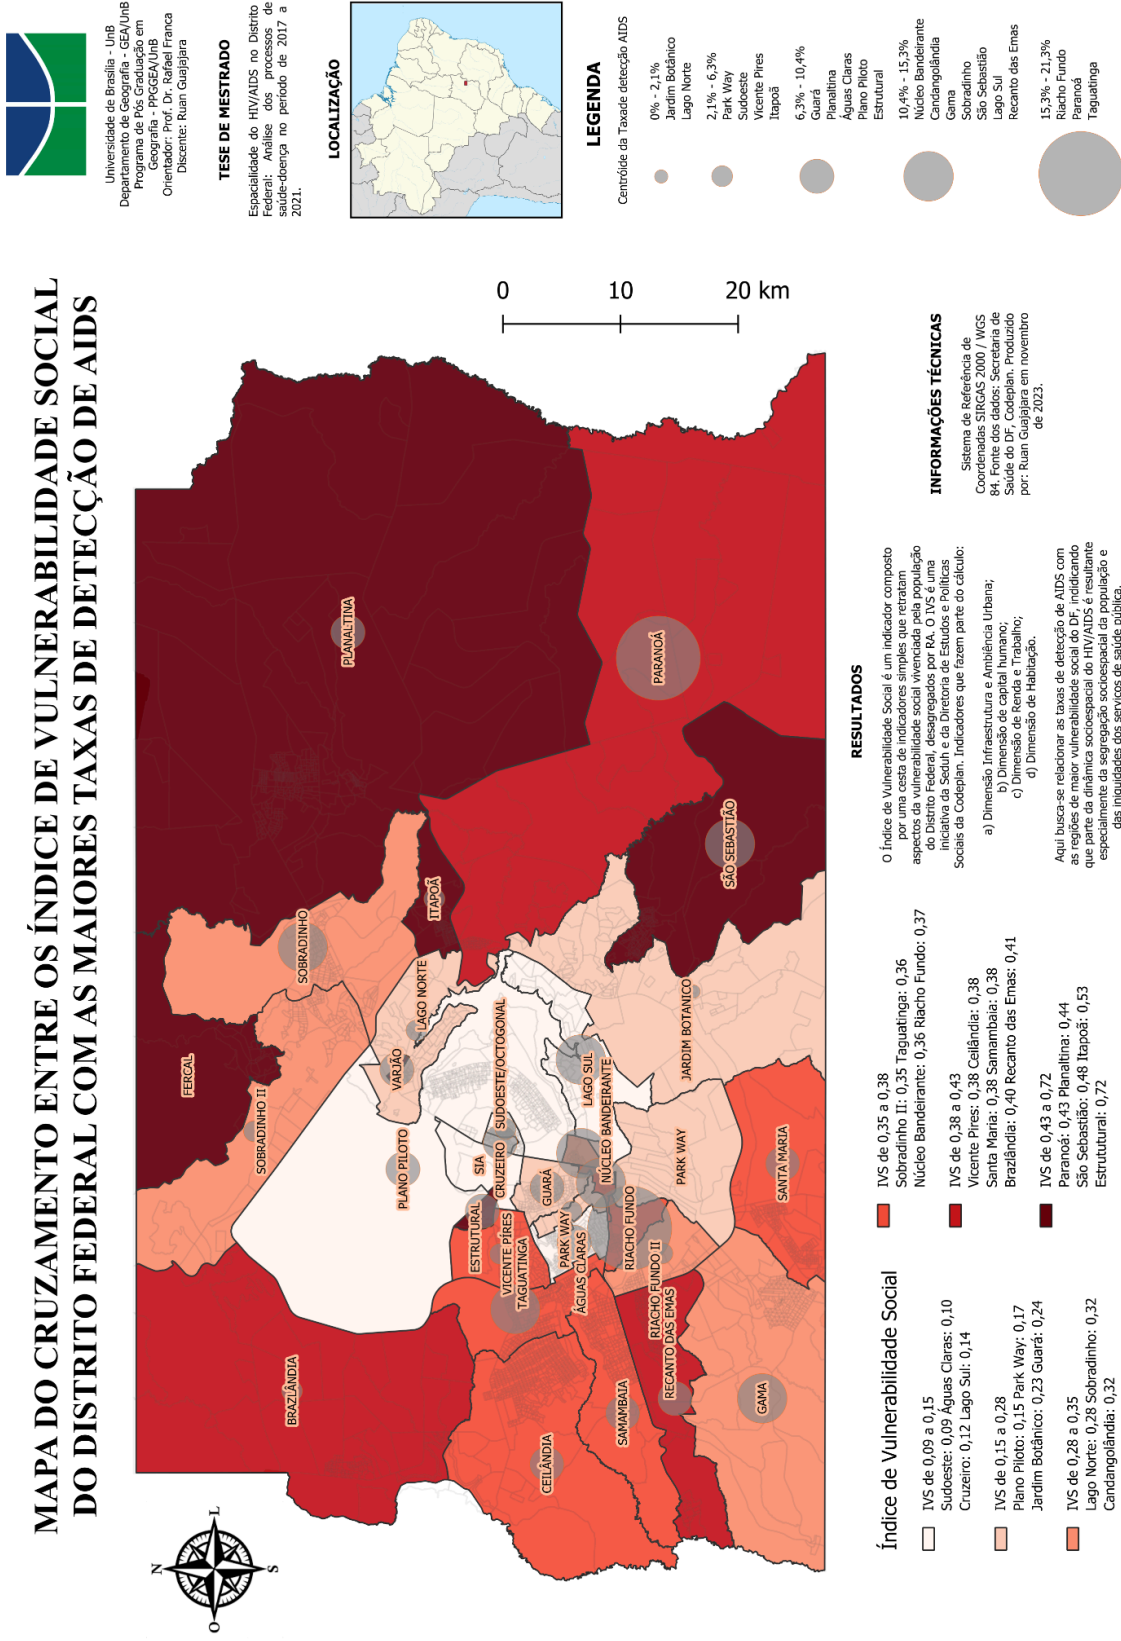 MAPA DO CRUZAMENTO ENTRE OS ÍNDICE DE VULNERABILIDADE SOCIAL
DO DISTRITO FEDERAL COM AS MAIORES TAXAS DE DETECÇÃO DE AIDS
Universidade de Brasília - UnB
Departamento de Geografia - GEA/UnB
Programa de Pós Graduação em
Geografia - PPGGEA/UnB
Orientador: Prof. Dr. Rafael Franca
Discente: Ruan Guajajara
TESE DE MESTRADO
Espacialidade do HIV/AIDS no Distrito
Federal: Análise dos processos de
saúde-doença no período de 2017 a
2021.
LOCALIZAÇÃO
LEGENDA
Centróide da Taxade detecção AIDS
0% - 2,1%
Jardim Botânico
Lago Norte
2,1% - 6,3%
Park Way
Sudoeste
Vicente Pires
Itapoã
6,3% - 10,4%
Guará
Planaltina
Águas Claras
Plano Piloto
Estrutural
10,4% - 15,3%
Núcleo Bandeirante
Candangolândia
Gama
Sobradinho
São Sebastião
Lago Sul
Recanto das Emas
15,3% - 21,3%
Riacho Fundo
Paranoá
Taguatinga
N
O
L
S
0 10 20 km
FERCAL
SOBRADINHO II
SOBRADINHO
PLANALTINA
BRAZLÂNDIA
PLANO PILOTO
VARJÃO
LAGO NORTE
ITAPOÃ
ESTRUTURAL
SIA
CRUZEIRO
SUDOESTE/OCTOGONAL
VICENTE PÍRES
TAGUATINGA
CEILÂNDIA
GUARÁ
PARK WAY
ÁGUAS CLARAS
LAGO SUL
NÚCLEO BANDEIRANTE
SAMAMBAIA
RIACHO FUNDO
RIACHO FUNDO II
RECANTO DAS EMAS
PARK WAY
JARDIM BOTANICO
PARANOÁ
SÃO SEBASTIÃO
GAMA
SANTA MARIA
Índice de Vulnerabilidade Social
IVS de 0,09 a 0,15
Sudoeste: 0,09 Águas Claras: 0,10
Cruzeiro: 0,12 Lago Sul: 0,14
IVS de 0,15 a 0,28
Plano Piloto: 0,15 Park Way: 0,17
Jardim Botânico: 0,23 Guará: 0,24
IVS de 0,28 a 0,35
Lago Norte: 0,28 Sobradinho: 0,32
Candangolândia: 0,32
IVS de 0,35 a 0,38
Sobradinho II: 0,35 Taguatinga: 0,36
Núcleo Bandeirante: 0,36 Riacho Fundo: 0,37
IVS de 0,38 a 0,43
Vicente Pires: 0,38 Ceilândia: 0,38
Santa Maria: 0,38 Samambaia: 0,38
Brazlândia: 0,40 Recanto das Emas: 0,41
IVS de 0,43 a 0,72
Paranoá: 0,43 Planaltina: 0,44
São Sebastião: 0,48 Itapoã: 0,53
Estrutural: 0,72
RESULTADOS
O Índice de Vulnerabilidade Social é um indicador composto
por uma cesta de indicadores simples que retratam
aspectos da vulnerabilidade social vivenciada pela população
do Distrito Federal, desagregados por RA. O IVS é uma
iniciativa da Seduh e da Diretoria de Estudos e Políticas
Sociais da Codeplan. Indicadores que fazem parte do cálculo:
a) Dimensão Infraestrutura e Ambiência Urbana;
b) Dimensão de capital humano;
c) Dimensão de Renda e Trabalho;
d) Dimensão de Habitação.
Aqui busca-se relacionar as taxas de detecção de AIDS com
as regiões de maior vulnerabilidade social do DF, indidicando
que parte da dinâmica socioespacial do HIV/AIDS é resultante
especialmente da segregação socioespacial da população e
das iniquidades dos serviços de saúde pública.
INFORMAÇÕES TÉCNICAS
Sistema de Referência de
Coordenadas SIRGAS 2000 / WGS
84. Fonte dos dados: Secretaria de
Saúde do DF, Codeplan. Produzido
por: Ruan Guajajara em novembro
de 2023.